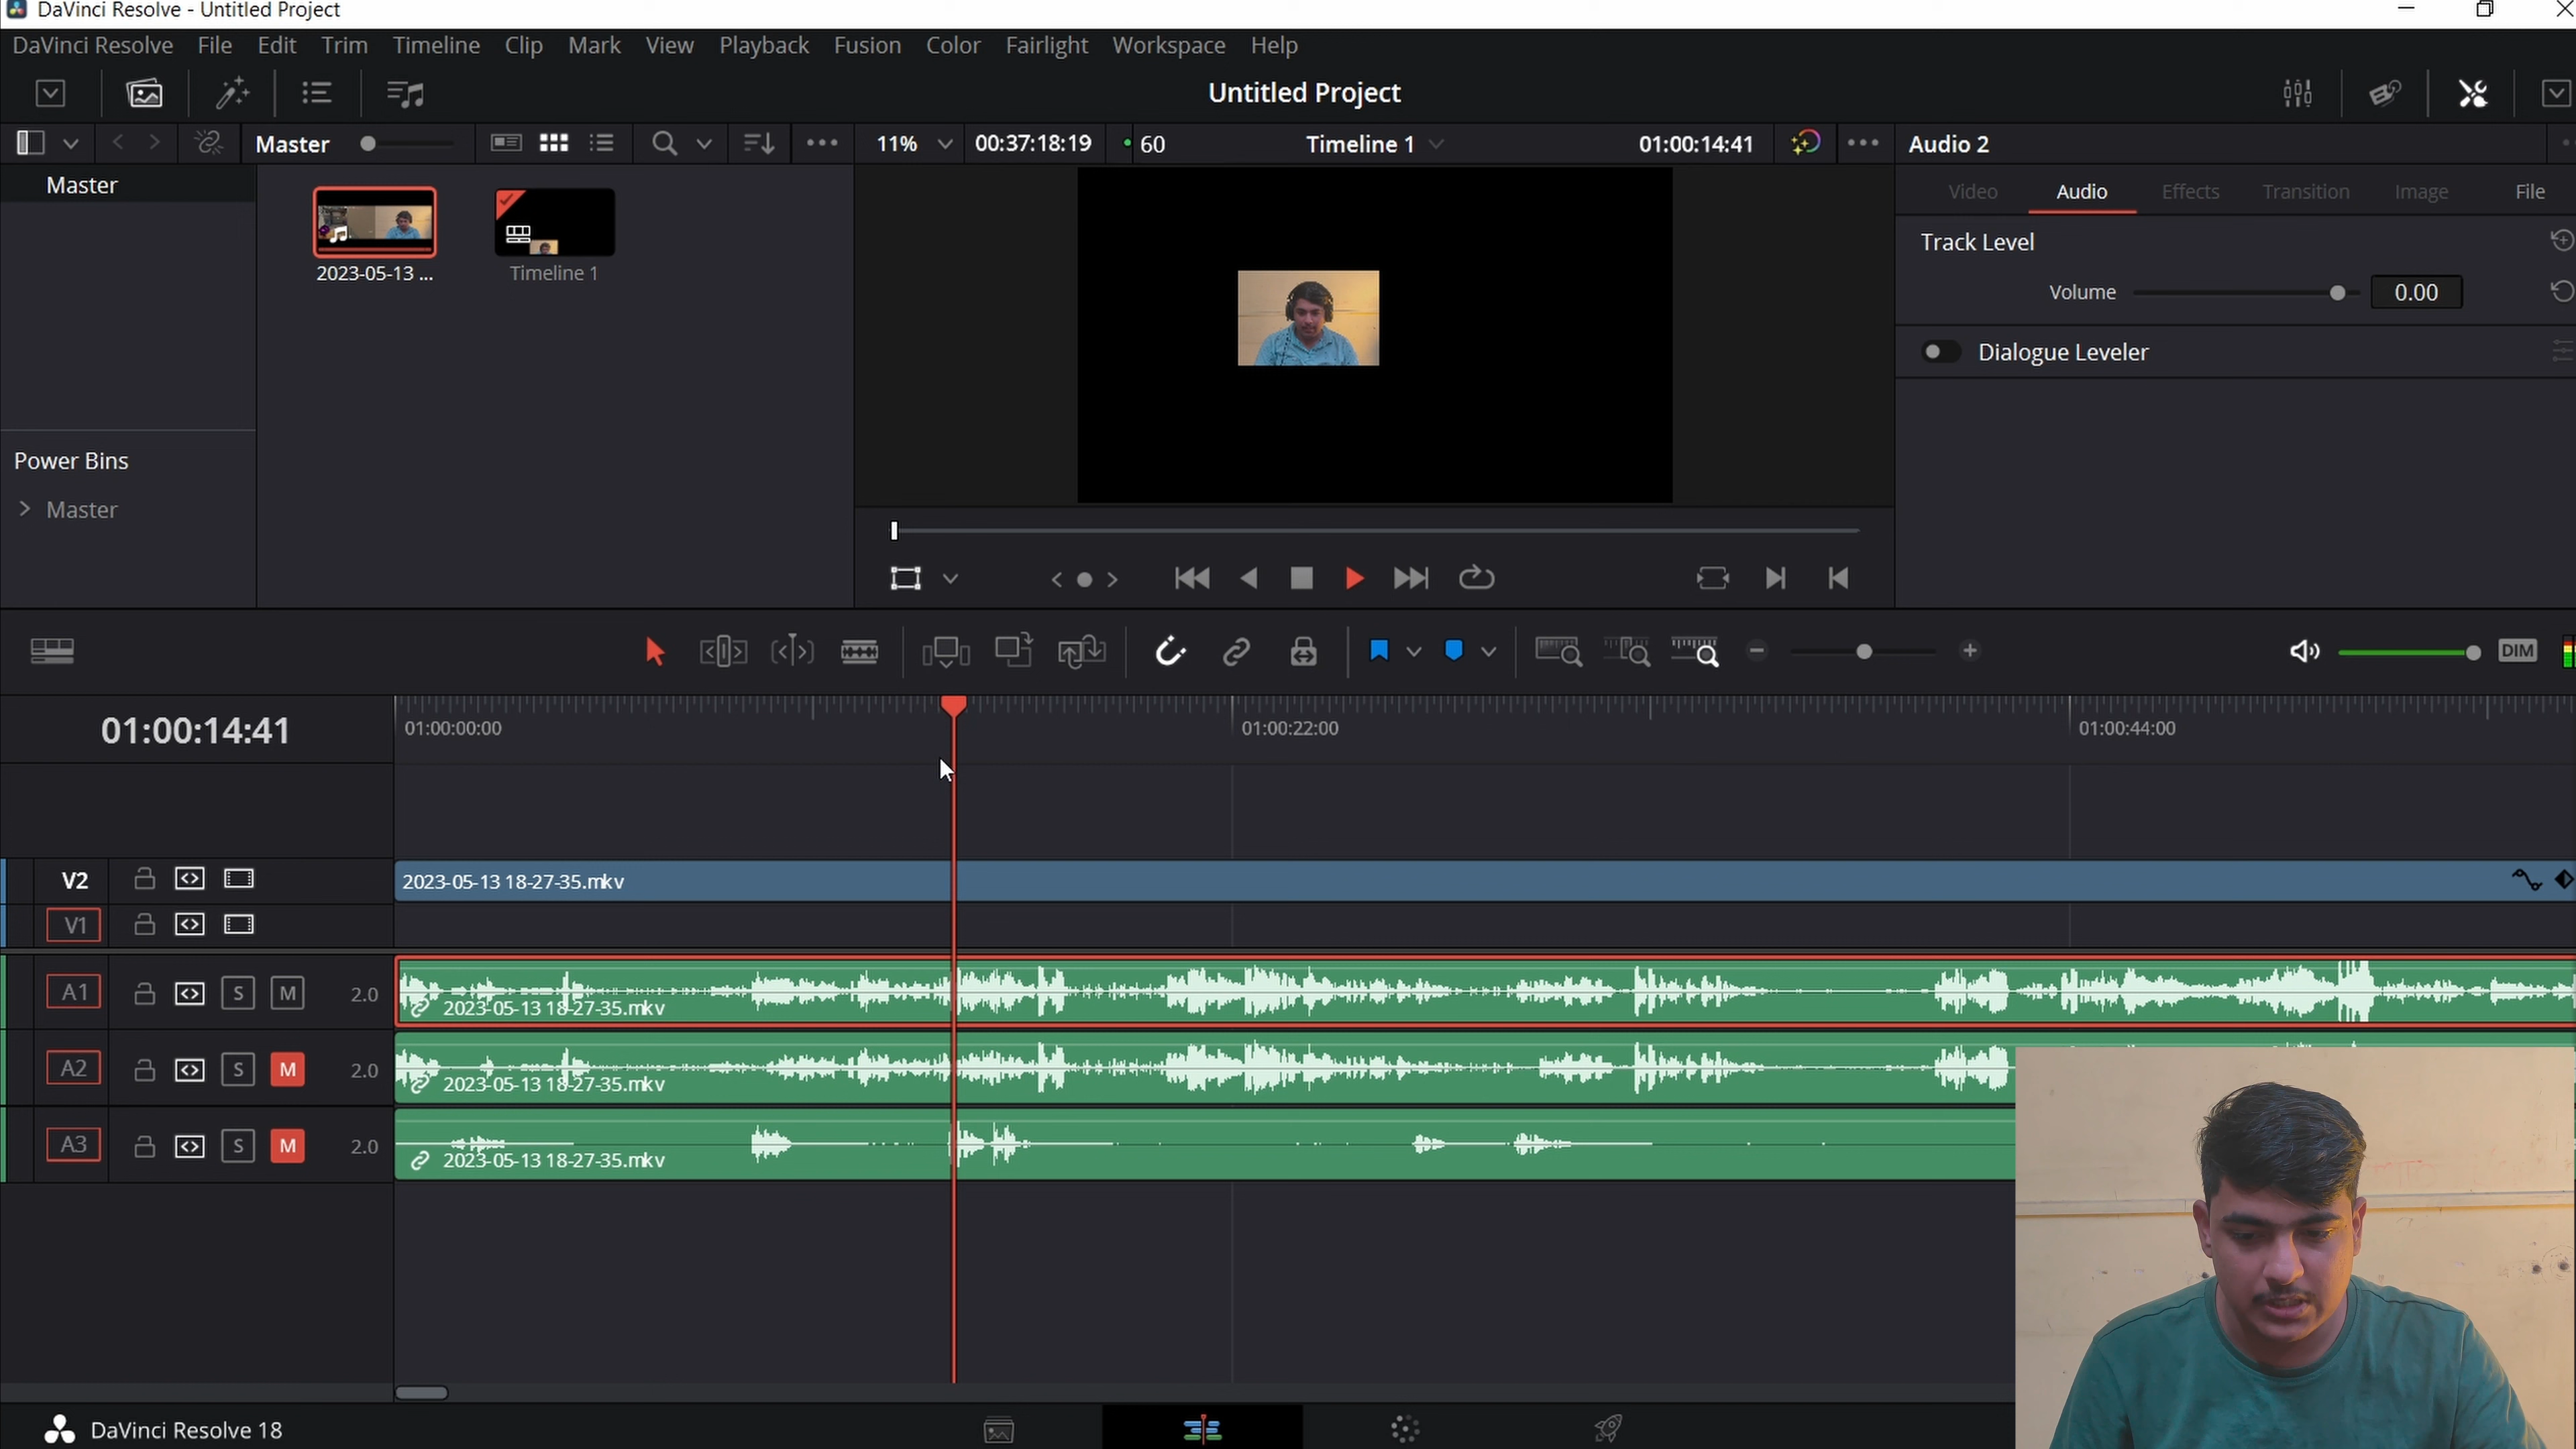 DaVinci Resolve - Untitled Project
DaVinci Resolve File Edit Trim Timeline Clip Mark View Playback Fusion Color Fairlight Workspace Help
Untitled Project
Master 11% 00:37:18:19 60 Timeline 1 01:00:14:41 Audio 2
Master
2023-05-13 ...
Timeline 1
Video Audio Effects Transition Image File
Track Level
Volume 0.00
Dialogue Leveler
Power Bins
Master
DIM
01:00:14:41
01:00:00:00 01:00:22:00 01:00:44:00
V2 2023-05-13 18-27-35.mkv
V1
A1 S M 2.0 2023-05-13 18-27-35.mkv
A2 S M 2.0 2023-05-13 18-27-35.mkv
A3 S M 2.0 2023-05-13 18-27-35.mkv
DaVinci Resolve 18